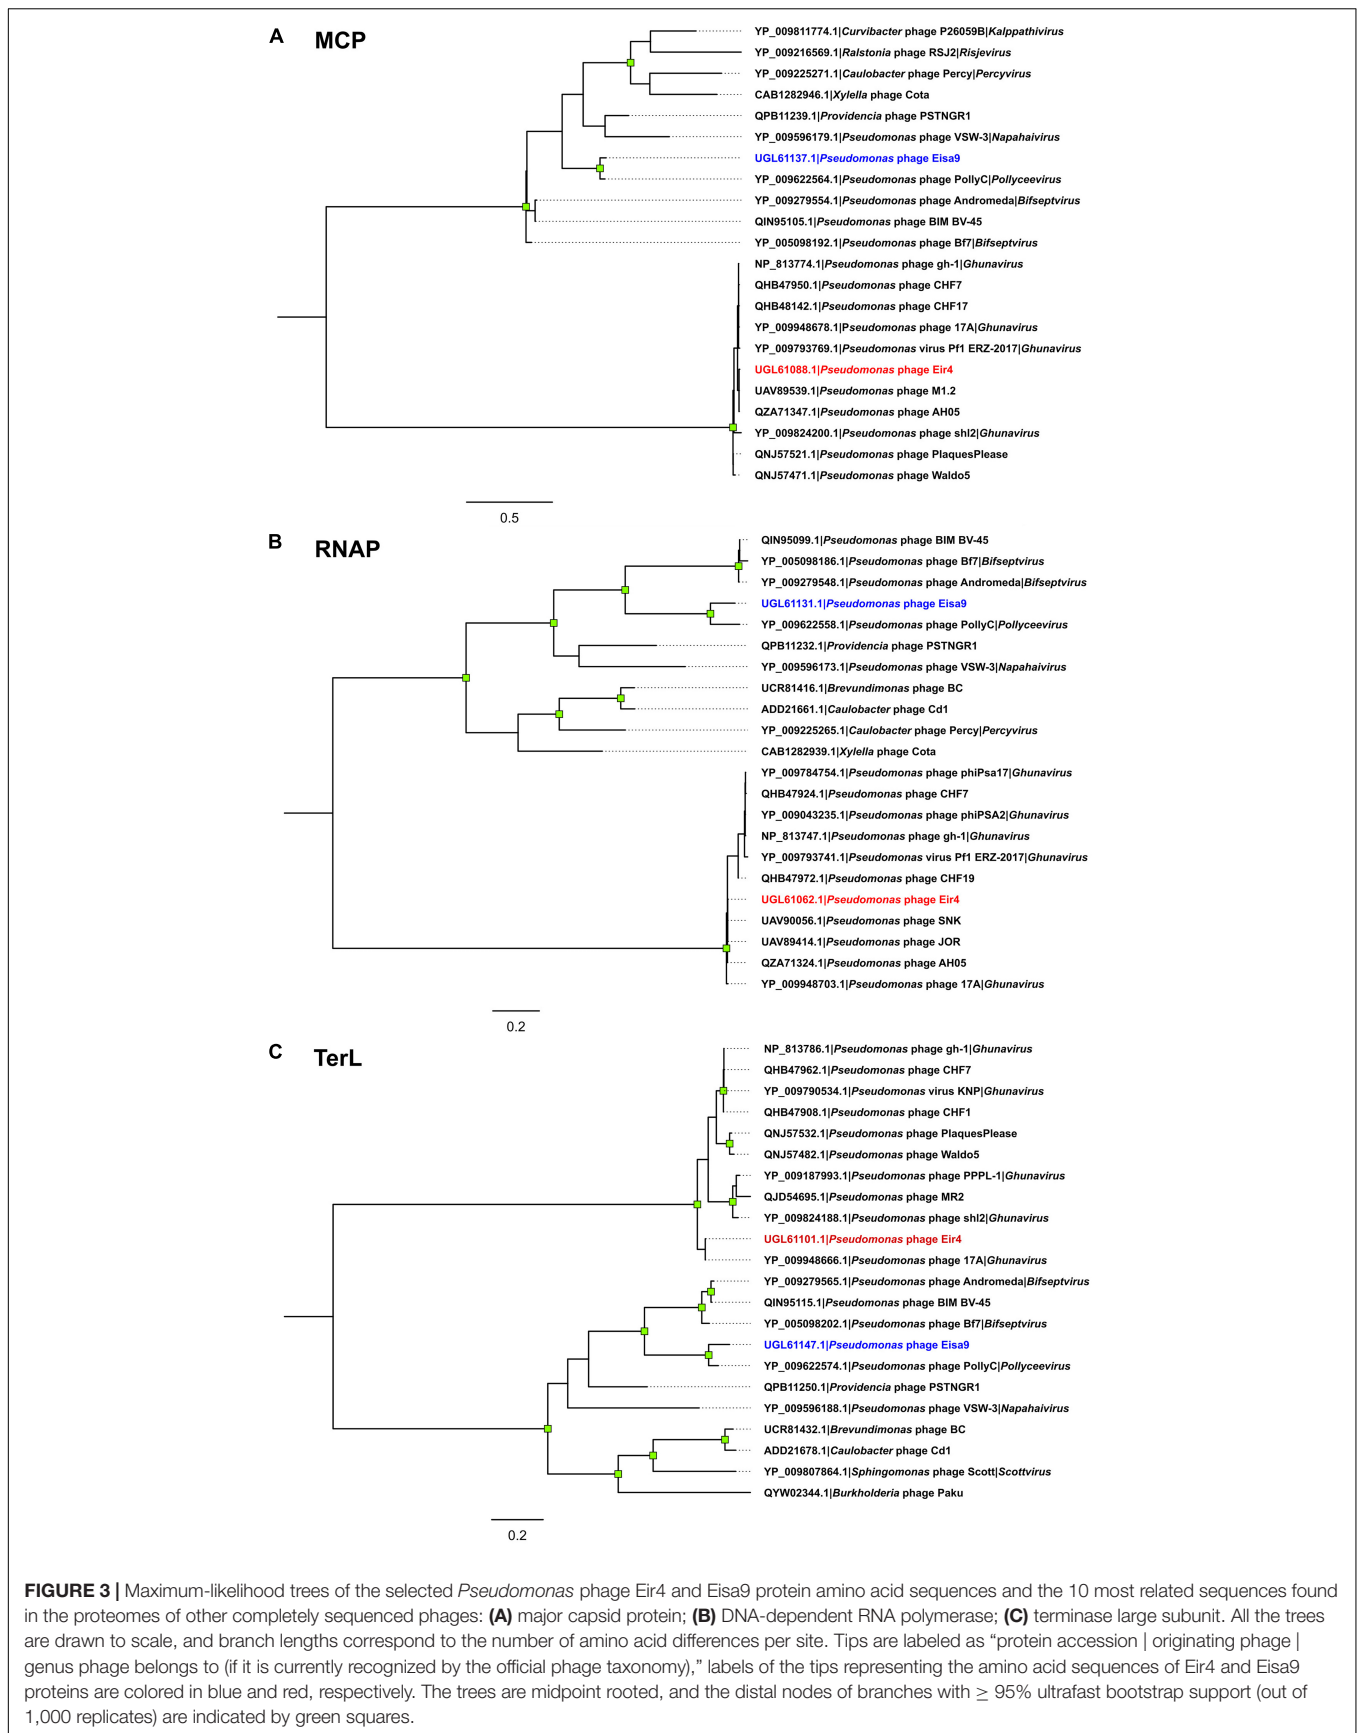 A MCP
YP_009811774.1|Curvibacter phage P26059B|Kalppathivirus
YP_009216569.1|Ralstonia phage RSJ2|Risjevirus
YP_009225271.1|Caulobacter phage Percy|Percyvirus
CAB1282946.1|Xylella phage Cota
QPB11239.1|Providencia phage PSTNGR1
YP_009596179.1|Pseudomonas phage VSW-3|Napahaivirus
UGL61137.1|Pseudomonas phage Eisa9
YP_009622564.1|Pseudomonas phage PollyC|Pollyceevirus
YP_009279554.1|Pseudomonas phage Andromeda|Bifseptvirus
QIN95105.1|Pseudomonas phage BIM BV-45
YP_005098192.1|Pseudomonas phage Bf7|Bifseptvirus
NP_813774.1|Pseudomonas phage gh-1|Ghunavirus
QHB47950.1|Pseudomonas phage CHF7
QHB48142.1|Pseudomonas phage CHF17
YP_009948678.1|Pseudomonas phage 17A|Ghunavirus
YP_009793769.1|Pseudomonas virus Pf1 ERZ-2017|Ghunavirus
UGL61088.1|Pseudomonas phage Eir4
UAV89539.1|Pseudomonas phage M1.2
QZA71347.1|Pseudomonas phage AH05
YP_009824200.1|Pseudomonas phage shl2|Ghunavirus
QNJ57521.1|Pseudomonas phage PlaquesPlease
QNJ57471.1|Pseudomonas phage Waldo5
0.5
B RNAP
QIN95099.1|Pseudomonas phage BIM BV-45
YP_005098186.1|Pseudomonas phage Bf7|Bifseptvirus
YP_009279548.1|Pseudomonas phage Andromeda|Bifseptvirus
UGL61131.1|Pseudomonas phage Eisa9
YP_009622558.1|Pseudomonas phage PollyC|Pollyceevirus
QPB11232.1|Providencia phage PSTNGR1
YP_009596173.1|Pseudomonas phage VSW-3|Napahaivirus
UCR81416.1|Brevundimonas phage BC
ADD21661.1|Caulobacter phage Cd1
YP_009225265.1|Caulobacter phage Percy|Percyvirus
CAB1282939.1|Xylella phage Cota
YP_009784754.1|Pseudomonas phage phiPsa17|Ghunavirus
QHB47924.1|Pseudomonas phage CHF7
YP_009043235.1|Pseudomonas phage phiPSA2|Ghunavirus
NP_813747.1|Pseudomonas phage gh-1|Ghunavirus
YP_009793741.1|Pseudomonas virus Pf1 ERZ-2017|Ghunavirus
QHB47972.1|Pseudomonas phage CHF19
UGL61062.1|Pseudomonas phage Eir4
UAV90056.1|Pseudomonas phage SNK
UAV89414.1|Pseudomonas phage JOR
QZA71324.1|Pseudomonas phage AH05
YP_009948703.1|Pseudomonas phage 17A|Ghunavirus
0.2
C TerL
NP_813786.1|Pseudomonas phage gh-1|Ghunavirus
QHB47962.1|Pseudomonas phage CHF7
YP_009790534.1|Pseudomonas virus KNP|Ghunavirus
QHB47908.1|Pseudomonas phage CHF1
QNJ57532.1|Pseudomonas phage PlaquesPlease
QNJ57482.1|Pseudomonas phage Waldo5
YP_009187993.1|Pseudomonas phage PPPL-1|Ghunavirus
QJD54695.1|Pseudomonas phage MR2
YP_009824188.1|Pseudomonas phage shl2|Ghunavirus
UGL61101.1|Pseudomonas phage Eir4
YP_009948666.1|Pseudomonas phage 17A|Ghunavirus
YP_009279565.1|Pseudomonas phage Andromeda|Bifseptvirus
QIN95115.1|Pseudomonas phage BIM BV-45
YP_005098202.1|Pseudomonas phage Bf7|Bifseptvirus
UGL61147.1|Pseudomonas phage Eisa9
YP_009622574.1|Pseudomonas phage PollyC|Pollyceevirus
QPB11250.1|Providencia phage PSTNGR1
YP_009596188.1|Pseudomonas phage VSW-3|Napahaivirus
UCR81432.1|Brevundimonas phage BC
ADD21678.1|Caulobacter phage Cd1
YP_009807864.1|Sphingomonas phage Scott|Scottvirus
QYW02344.1|Burkholderia phage Paku
0.2
FIGURE 3 | Maximum-likelihood trees of the selected Pseudomonas phage Eir4 and Eisa9 protein amino acid sequences and the 10 most related sequences found
in the proteomes of other completely sequenced phages: (A) major capsid protein; (B) DNA-dependent RNA polymerase; (C) terminase large subunit. All the trees
are drawn to scale, and branch lengths correspond to the number of amino acid differences per site. Tips are labeled as “protein accession | originating phage |
genus phage belongs to (if it is currently recognized by the official phage taxonomy),” labels of the tips representing the amino acid sequences of Eir4 and Eisa9
proteins are colored in blue and red, respectively. The trees are midpoint rooted, and the distal nodes of branches with ≥ 95% ultrafast bootstrap support (out of
1,000 replicates) are indicated by green squares.